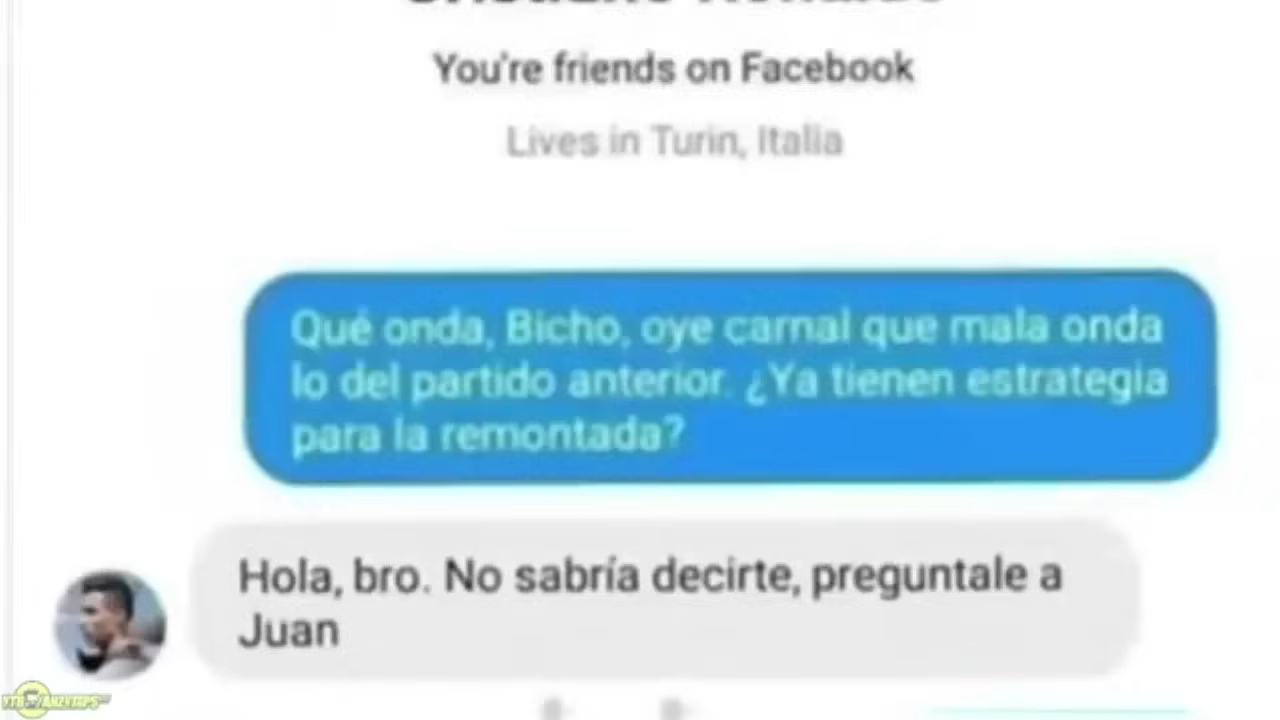 You're friends on Facebook
Lives in Turin, Italia
Qué onda, Bicho, oye carnal que mala onda
lo del partido anterior. ¿Ya tienen estrategia
para la remontada?
Hola, bro. No sabría decirte, preguntale a
Juan